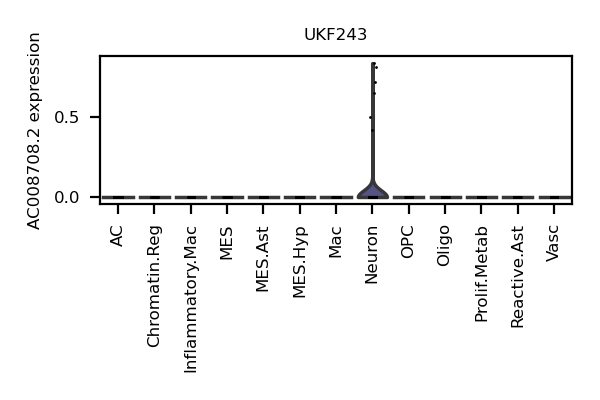 UKF243
AC008708.2 expression
0.5
0.0
AC
Chromatin.Reg
Inflammatory.Mac
MES
MES.Ast
MES.Hyp
Mac
Neuron
OPC
Oligo
Prolif.Metab
Reactive.Ast
Vasc